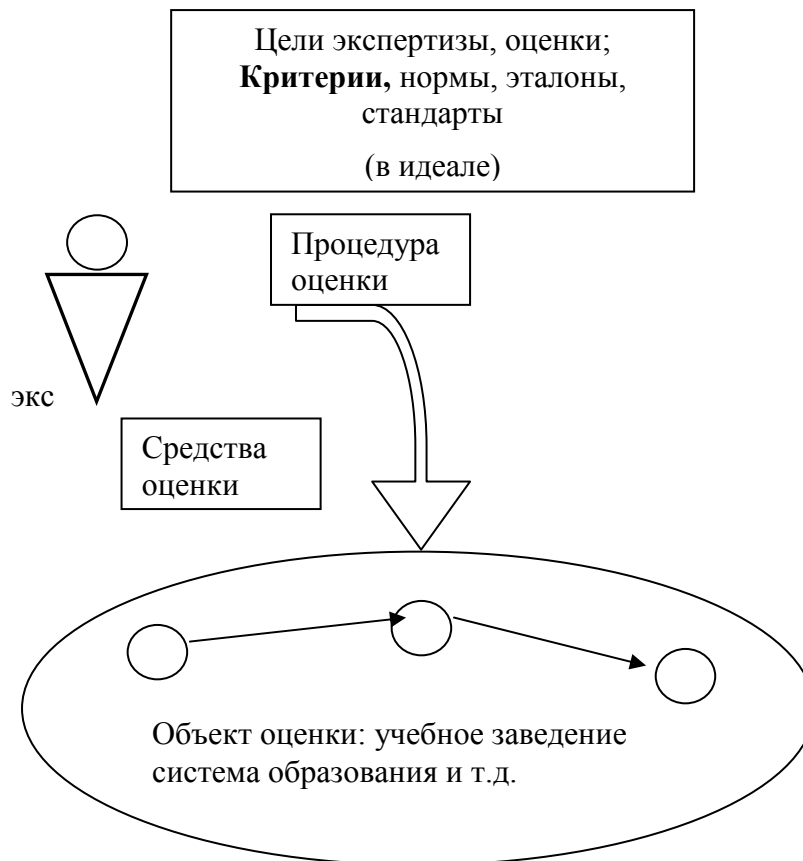 Цели экспертизы, оценки;
Критерии, нормы, эталоны,
стандарты
(в идеале)
Процедура
оценки
экс
Средства
оценки
Объект оценки: учебное заведение
система образования и т.д.